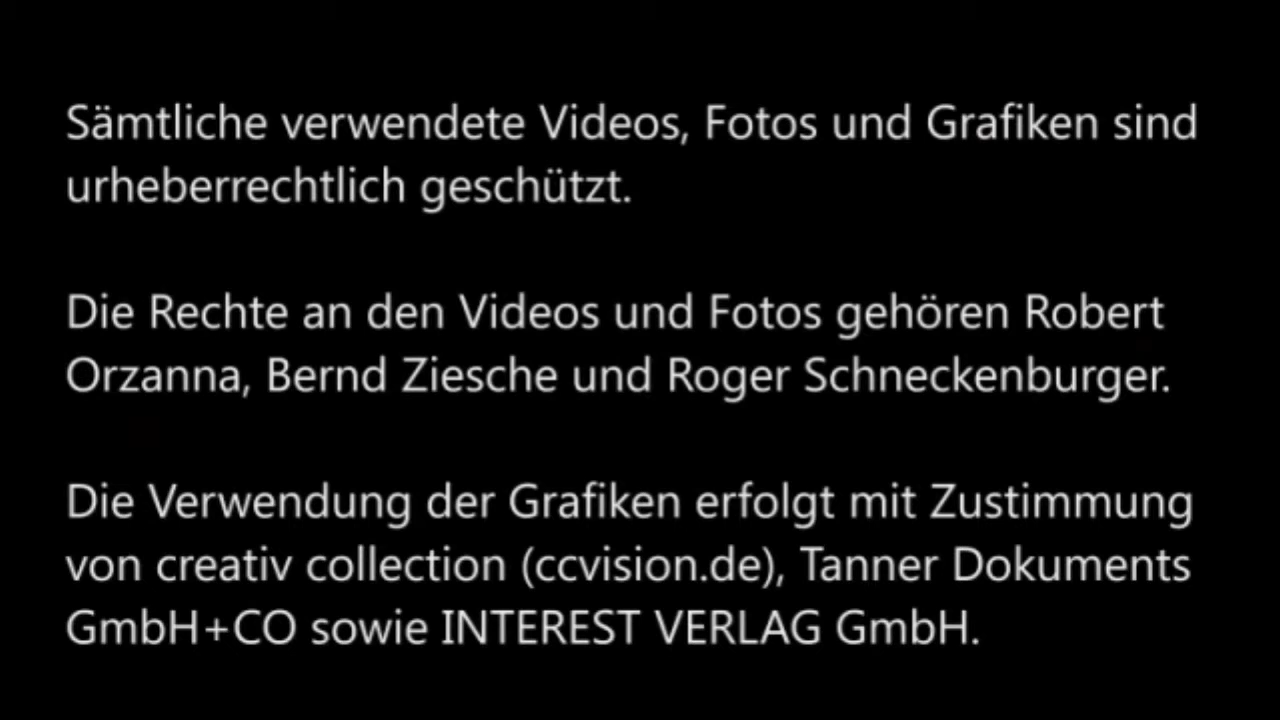 Sämtliche verwendete Videos, Fotos und Grafiken sind
urheberrechtlich geschützt.
Die Rechte an den Videos und Fotos gehören Robert
Orzanna, Bernd Ziesche und Roger Schneckenburger.
Die Verwendung der Grafiken erfolgt mit Zustimmung
von creativ collection (ccvision.de), Tanner Dokuments
GmbH+CO sowie INTEREST VERLAG GmbH.